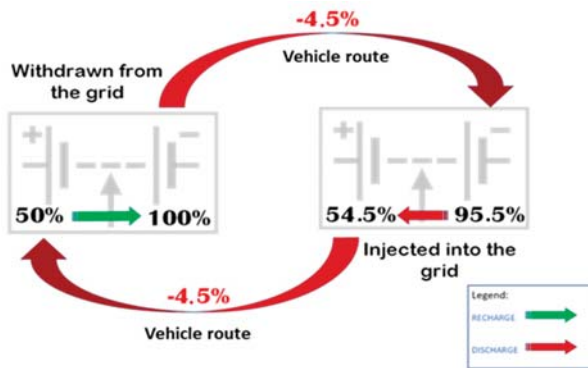 -4.5%
Vehicle route
Withdrawn from
the grid
+
−
50%
100%
54.5%
95.5%
Injected into the
grid
-4.5%
Vehicle route
Legend:
RECHARGE
DISCHARGE